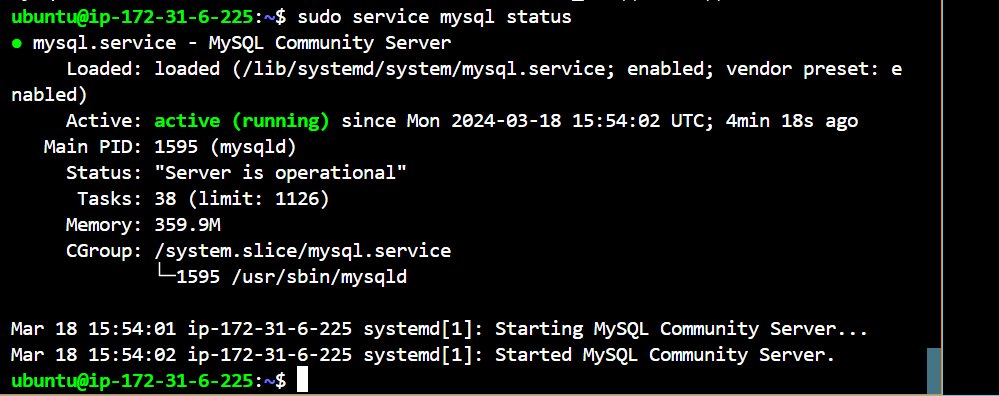 ubuntu@ip-172-31-6-225:~$ sudo service mysql status
● mysql.service - MySQL Community Server
     Loaded: loaded (/lib/systemd/system/mysql.service; enabled; vendor preset: e
nabled)
     Active: active (running) since Mon 2024-03-18 15:54:02 UTC; 4min 18s ago
   Main PID: 1595 (mysqld)
     Status: "Server is operational"
      Tasks: 38 (limit: 1126)
     Memory: 359.9M
     CGroup: /system.slice/mysql.service
             └─1595 /usr/sbin/mysqld

Mar 18 15:54:01 ip-172-31-6-225 systemd[1]: Starting MySQL Community Server...
Mar 18 15:54:02 ip-172-31-6-225 systemd[1]: Started MySQL Community Server.
ubuntu@ip-172-31-6-225:~$